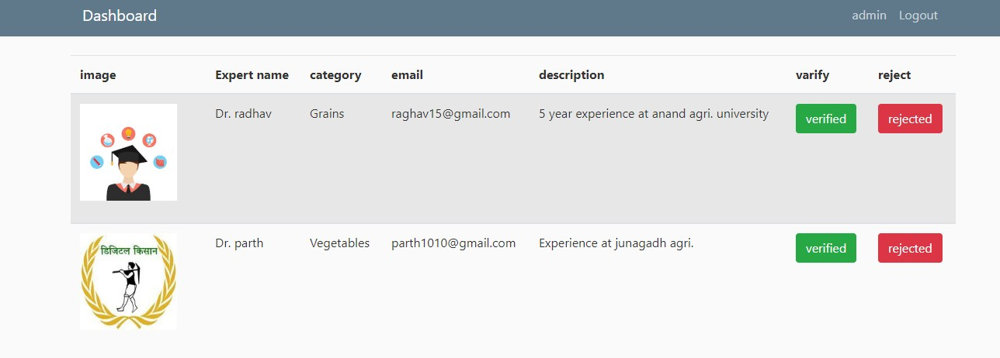 Dashboard admin Logout
image Expert name category email description varify reject
Dr. radhav Grains raghav15@gmail.com 5 year experience at anand agri. university verified rejected
डिजिटल किसान
Dr. parth Vegetables parth1010@gmail.com Experience at junagadh agri. verified rejected